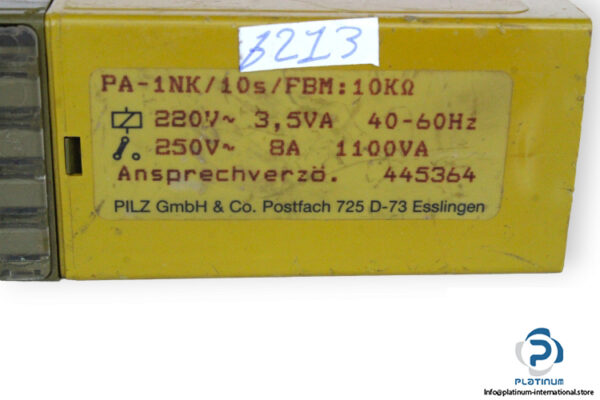 6213
PA-1NK/10s/FBM:10KΩ
220V~ 3,5VA 40-60Hz
250V~ 8A 1100VA
Ansprechverzö. 445364
PILZ GmbH & Co. Postfach 725 D-73 Esslingen
PLATINUM
Info@platinum-international.store